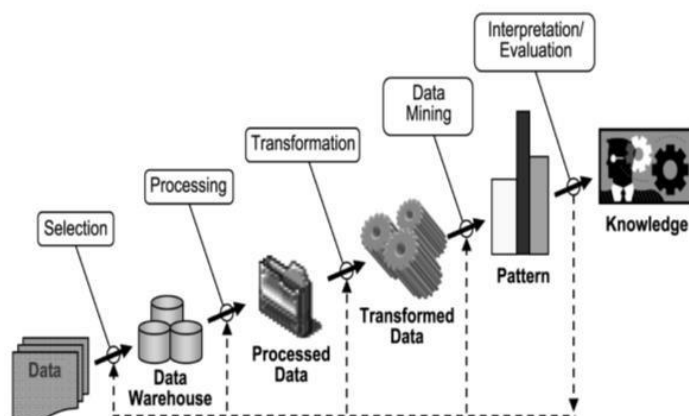 Interpretation/
Evaluation
Data
Mining
Transformation
Processing
Selection
Knowledge
Pattern
Transformed
Data
Processed
Data
Data
Data
Warehouse